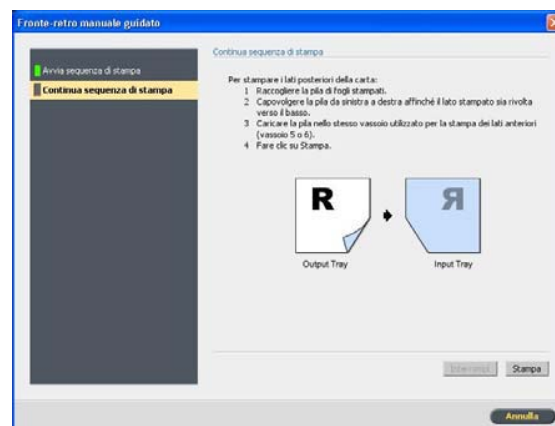 Fronte-retro manuale guidato
Avvia sequenza di stampa
Continua sequenza di stampa
Continua sequenza di stampa
Per stampare i lati posteriori della carta:
1 Raccogliere la pila di fogli stampati.
2 Capovolgere la pila da sinistra a destra affinché il lato stampato sia rivolta
verso il basso.
3 Caricare la pila nello stesso vassoio utilizzato per la stampa dei lati anteriori
(vassoio 5 o 6).
4 Fare clic su Stampa.
R
R
Output Tray
Input Tray
Stampa
Annulla